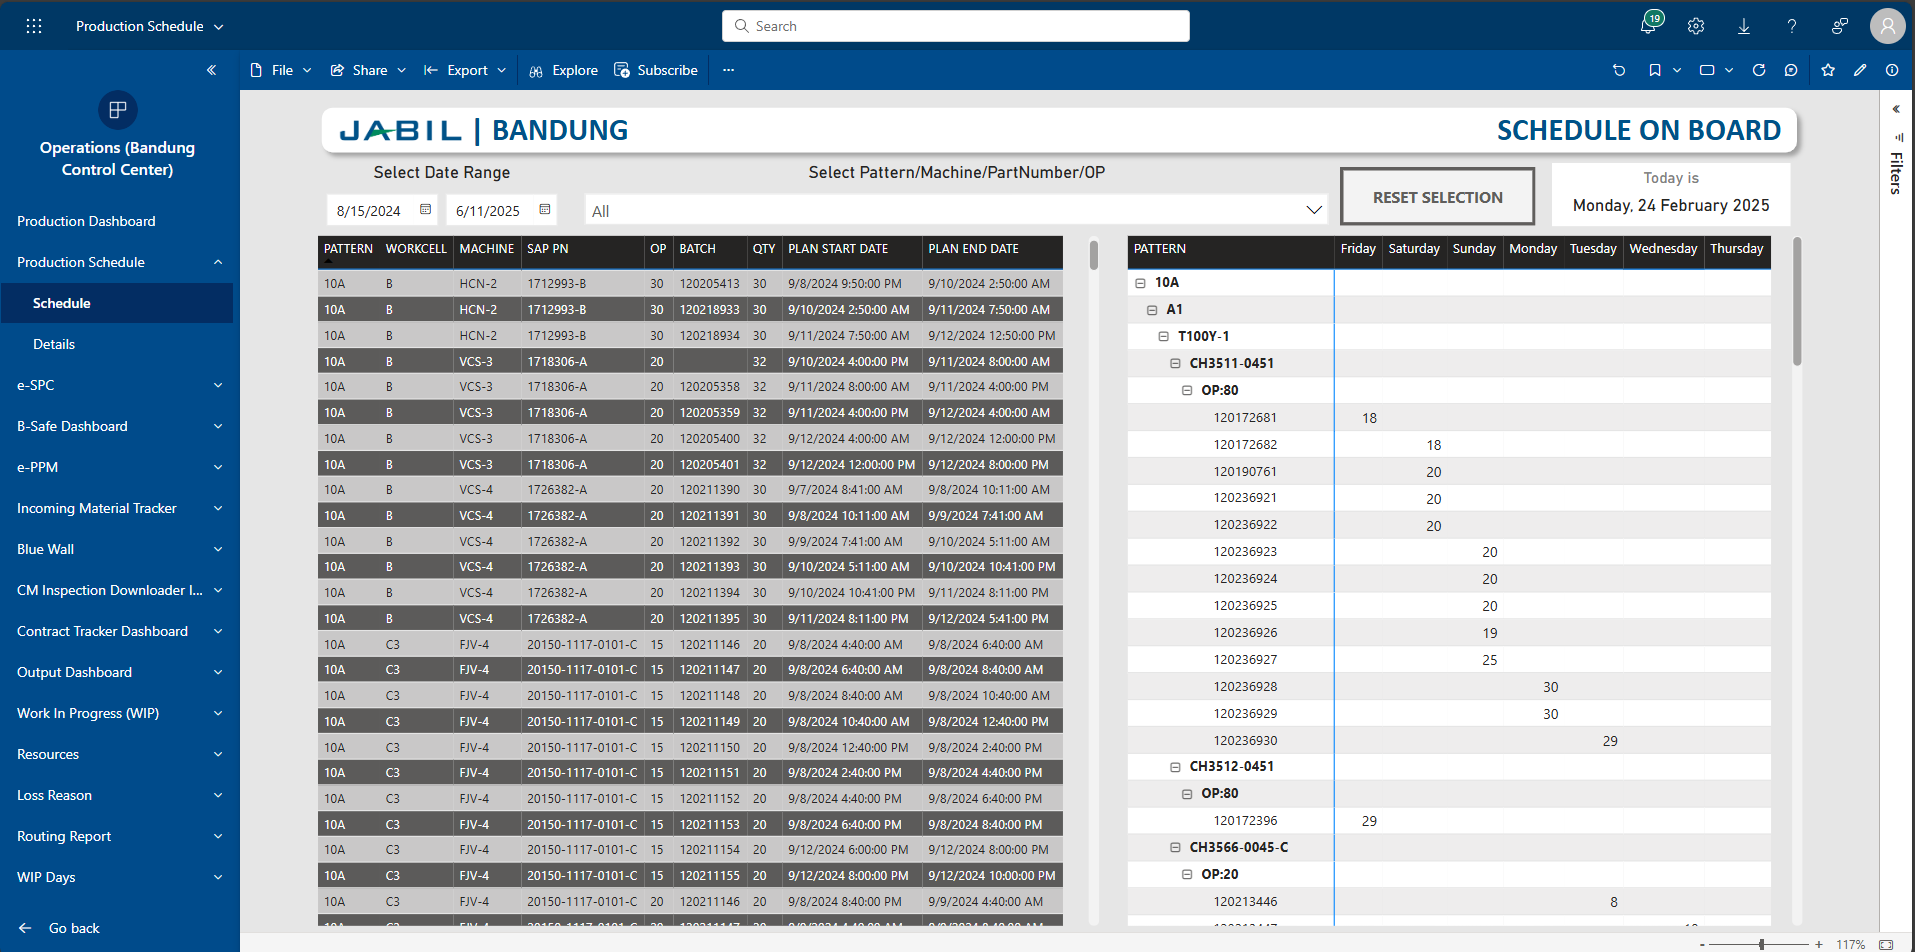 Production Schedule
Search
19
File
Share
Export
Explore
Subscribe
Operations (Bandung
Control Center)
Production Dashboard
Production Schedule
Schedule
Details
e-SPC
B-Safe Dashboard
e-PPM
Incoming Material Tracker
Blue Wall
CM Inspection Downloader I...
Contract Tracker Dashboard
Output Dashboard
Work In Progress (WIP)
Resources
Loss Reason
Routing Report
WIP Days
Go back
JABIL | BANDUNG
SCHEDULE ON BOARD
Select Date Range
8/15/2024 6/11/2025
Select Pattern/Machine/PartNumber/OP
All
RESET SELECTION
Today is
Monday, 24 February 2025
Filters
PATTERN WORKCELL MACHINE SAP PN OP BATCH QTY PLAN START DATE PLAN END DATE
10A B HCN-2 1712993-B 30 120205413 30 9/8/2024 9:50:00 PM 9/10/2024 2:50:00 AM
10A B HCN-2 1712993-B 30 120218933 30 9/10/2024 2:50:00 AM 9/11/2024 7:50:00 AM
10A B HCN-2 1712993-B 30 120218934 30 9/11/2024 7:50:00 AM 9/12/2024 12:50:00 PM
10A B VCS-3 1718306-A 20 32 9/10/2024 4:00:00 PM 9/11/2024 8:00:00 AM
10A B VCS-3 1718306-A 20 120205358 32 9/11/2024 8:00:00 AM 9/11/2024 4:00:00 PM
10A B VCS-3 1718306-A 20 120205359 32 9/11/2024 4:00:00 PM 9/12/2024 4:00:00 AM
10A B VCS-3 1718306-A 20 120205400 32 9/12/2024 4:00:00 AM 9/12/2024 12:00:00 PM
10A B VCS-3 1718306-A 20 120205401 32 9/12/2024 12:00:00 PM 9/12/2024 8:00:00 PM
10A B VCS-4 1726382-A 20 120211390 30 9/7/2024 8:41:00 AM 9/8/2024 10:11:00 AM
10A B VCS-4 1726382-A 20 120211391 30 9/8/2024 10:11:00 AM 9/9/2024 7:41:00 AM
10A B VCS-4 1726382-A 20 120211392 30 9/9/2024 7:41:00 AM 9/10/2024 5:11:00 AM
10A B VCS-4 1726382-A 20 120211393 30 9/10/2024 5:11:00 AM 9/10/2024 10:41:00 PM
10A B VCS-4 1726382-A 20 120211394 30 9/10/2024 10:41:00 PM 9/11/2024 8:11:00 PM
10A B VCS-4 1726382-A 20 120211395 30 9/11/2024 8:11:00 PM 9/12/2024 5:41:00 PM
10A C3 FJV-4 20150-1117-0101-C 15 120211146 20 9/8/2024 4:40:00 AM 9/8/2024 6:40:00 AM
10A C3 FJV-4 20150-1117-0101-C 15 120211147 20 9/8/2024 6:40:00 AM 9/8/2024 8:40:00 AM
10A C3 FJV-4 20150-1117-0101-C 15 120211148 20 9/8/2024 8:40:00 AM 9/8/2024 10:40:00 AM
10A C3 FJV-4 20150-1117-0101-C 15 120211149 20 9/8/2024 10:40:00 AM 9/8/2024 12:40:00 PM
10A C3 FJV-4 20150-1117-0101-C 15 120211150 20 9/8/2024 12:40:00 PM 9/8/2024 2:40:00 PM
10A C3 FJV-4 20150-1117-0101-C 15 120211151 20 9/8/2024 2:40:00 PM 9/8/2024 4:40:00 PM
10A C3 FJV-4 20150-1117-0101-C 15 120211152 20 9/8/2024 4:40:00 PM 9/8/2024 6:40:00 PM
10A C3 FJV-4 20150-1117-0101-C 15 120211153 20 9/8/2024 6:40:00 PM 9/8/2024 8:40:00 PM
10A C3 FJV-4 20150-1117-0101-C 15 120211154 20 9/12/2024 6:00:00 PM 9/12/2024 8:00:00 PM
10A C3 FJV-4 20150-1117-0101-C 15 120211155 20 9/12/2024 8:00:00 PM 9/12/2024 10:00:00 PM
10A C3 FJV-4 20150-1117-0101-C 20 120211146 20 9/8/2024 8:40:00 PM 9/9/2024 4:40:00 AM
PATTERN Friday Saturday Sunday Monday Tuesday Wednesday Thursday
10A
A1
T100Y-1
CH3511-0451
OP:80
120172681 18
120172682 18
120190761 20
120236921 20
120236922 20
120236923 20
120236924 20
120236925 20
120236926 19
120236927 25
120236928 30
120236929 30
120236930 29
CH3512-0451
OP:80
120172396 29
CH3566-0045-C
OP:20
120213446 8
- + 117%